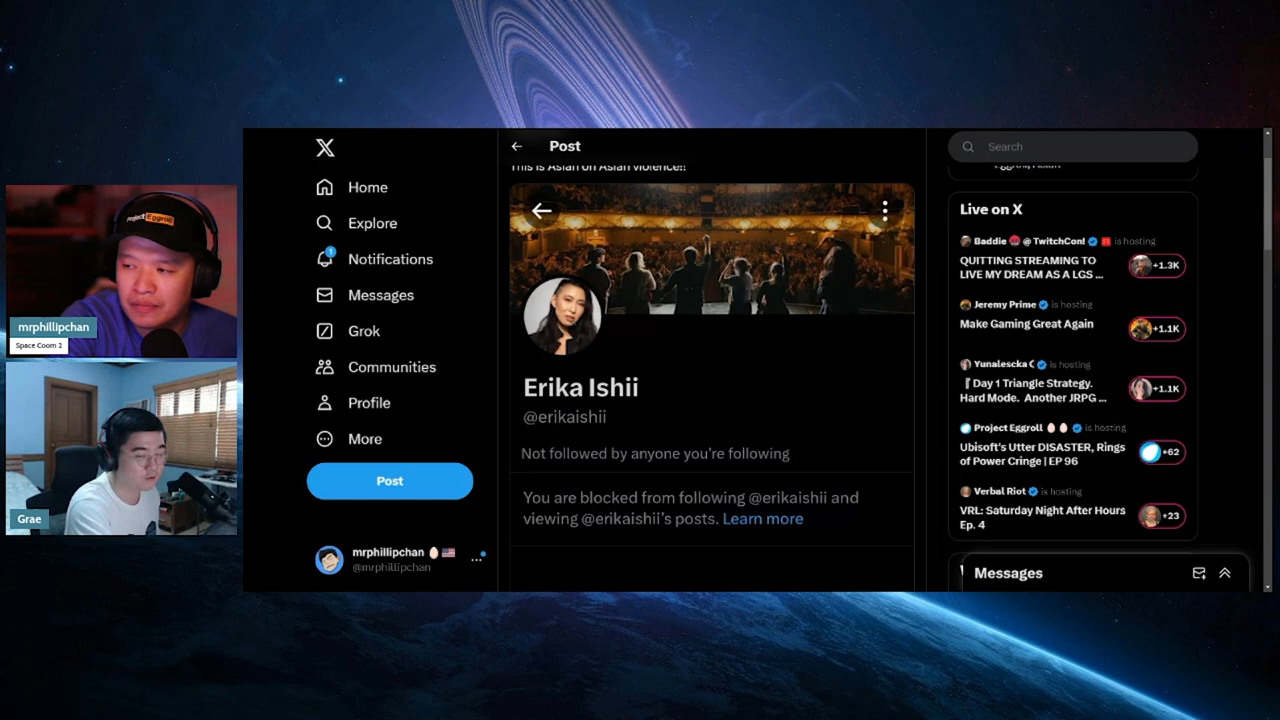 Post
Search
This is Asian on Asian violence!!
Home
Explore
1
Notifications
Messages
Grok
Communities
Profile
More
Post
mrphillipchan
@mrphillipchan
Erika Ishii
@erikaishii
Not followed by anyone you're following
You are blocked from following @erikaishii and
viewing @erikaishii's posts. Learn more
Live on X
Baddie @ TwitchCon! is hosting
QUITTING STREAMING TO
LIVE MY DREAM AS A LGS ...
+1.3K
Jeremy Prime is hosting
Make Gaming Great Again
+1.1K
Yunalescka is hosting
Day 1 Triangle Strategy.
Hard Mode. Another JRPG ...
+1.1K
Project Eggroll is hosting
Ubisoft's Utter DISASTER, Rings
of Power Cringe | EP 96
+62
Verbal Riot is hosting
VRL: Saturday Night After Hours
Ep. 4
+23
Messages
Project Eggroll
mrphillipchan
Space Coom 2
Grae